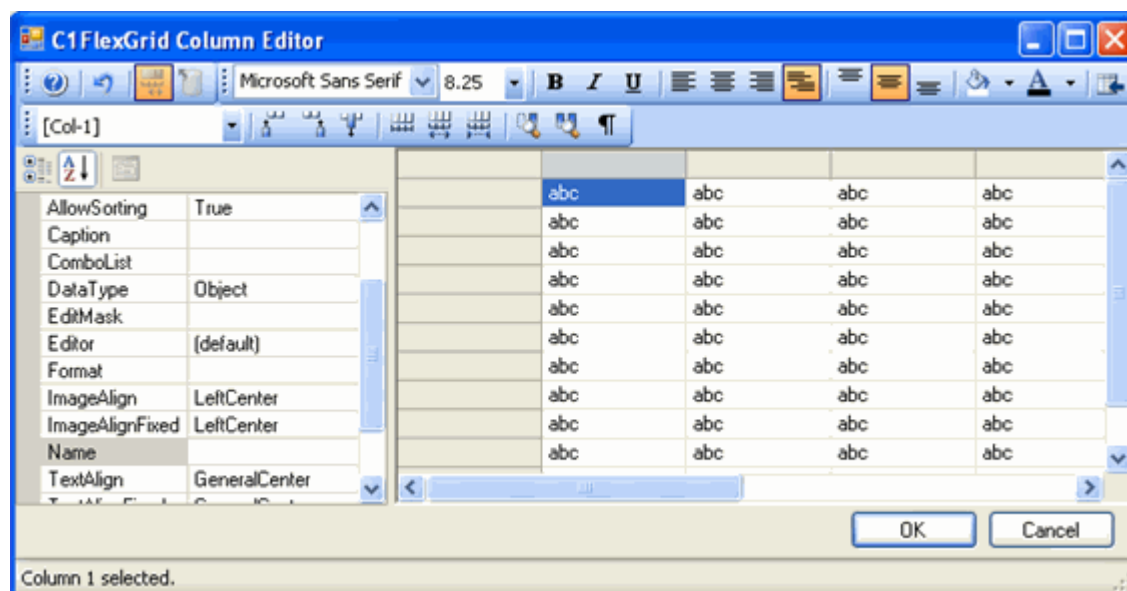 C1FlexGrid Column Editor
Microsoft Sans Serif 8.25 B I U A
[Col-1]
AllowSorting True
Caption
ComboList
DataType Object
EditMask
Editor (default)
Format
ImageAlign LeftCenter
ImageAlignFixed LeftCenter
Name
TextAlign GeneralCenter
abc abc abc abc
abc abc abc abc
abc abc abc abc
abc abc abc abc
abc abc abc abc
abc abc abc abc
abc abc abc abc
abc abc abc abc
abc abc abc abc
abc abc abc abc
OK Cancel
Column 1 selected.